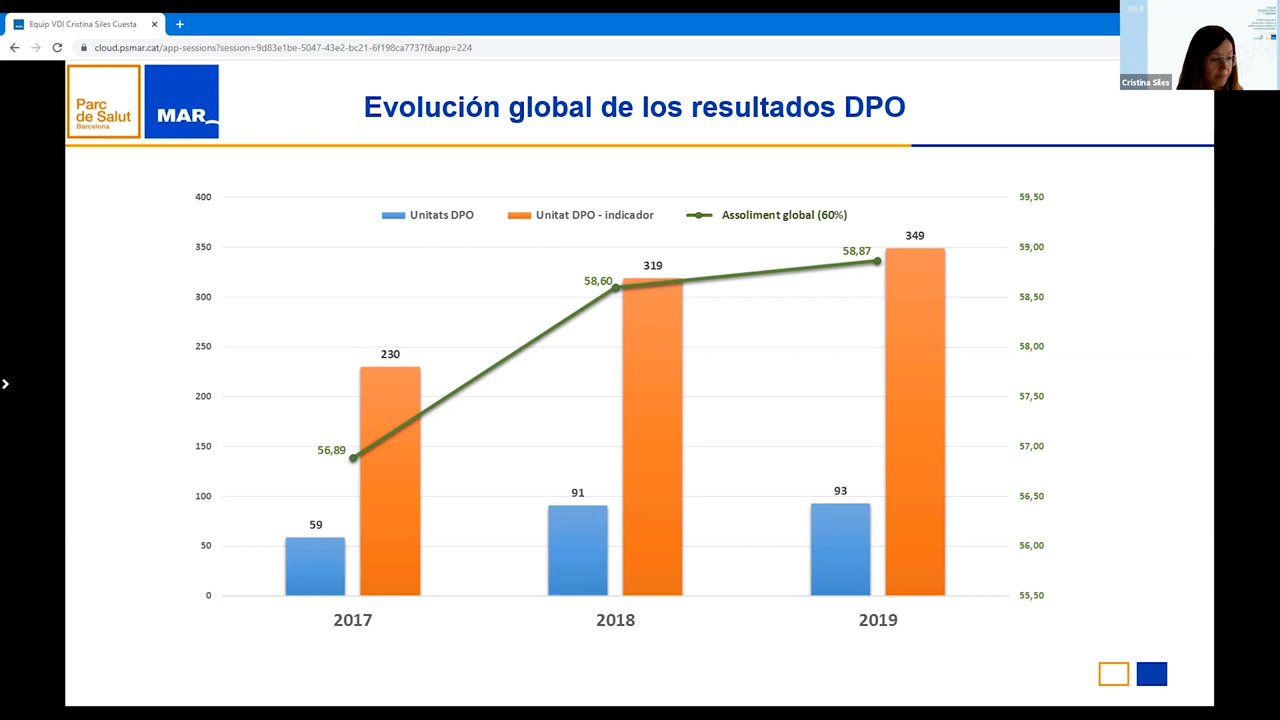 Equip VDI Cristina Siles Cuesta
cloud.psmar.cat/app-sessions?session=9d83e1be-5047-43e2-bc21-6f198ca7737f&app=224
Cristina Siles
Parc
de Salut
Barcelona
MAR
Evolución global de los resultados DPO
Unitats DPO
Unitat DPO - indicador
Assoliment global (60%)
400
350
300
250
200
150
100
50
0
59,50
59,00
58,50
58,00
57,50
57,00
56,50
56,00
55,50
59
230
56,89
91
319
58,60
93
349
58,87
2017
2018
2019